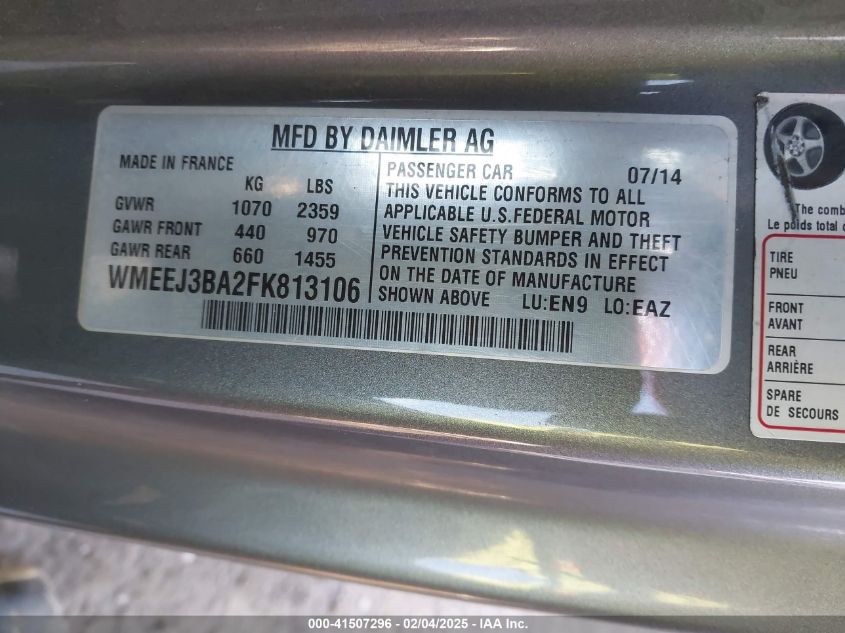 MFD BY DAIMLER AG
MADE IN FRANCE
KG LBS
GVWR 1070 2359
GAWR FRONT 440 970
GAWR REAR 660 1455
WMEEJ3BA2FK813106
PASSENGER CAR 07/14
THIS VEHICLE CONFORMS TO ALL
APPLICABLE U.S.FEDERAL MOTOR
VEHICLE SAFETY BUMPER AND THEFT
PREVENTION STANDARDS IN EFFECT
ON THE DATE OF MANUFACTURE
SHOWN ABOVE LU:EN9 LO:EAZ
The comb
Le poids total
TIRE
PNEU
FRONT
AVANT
REAR
ARRIÈRE
SPARE
DE SECOURS
000-41507296 - 02/04/2025 - IAAI Inc.